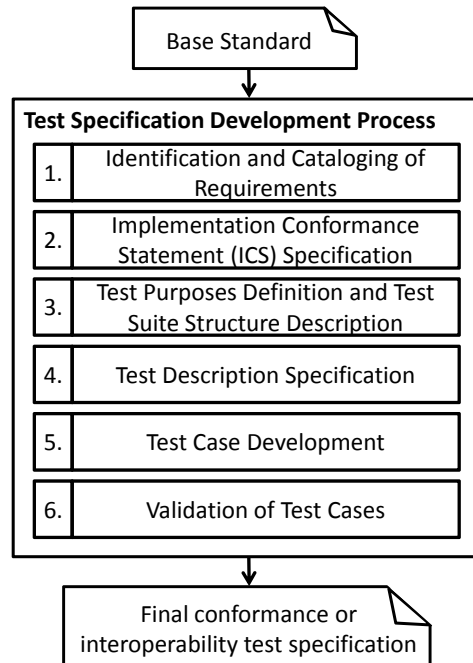 Base Standard
Test Specification Development Process
1. Identification and Cataloging of
Requirements
2. Implementation Conformance
Statement (ICS) Specification
3. Test Purposes Definition and Test
Suite Structure Description
4. Test Description Specification
5. Test Case Development
6. Validation of Test Cases
Final conformance or
interoperability test specification